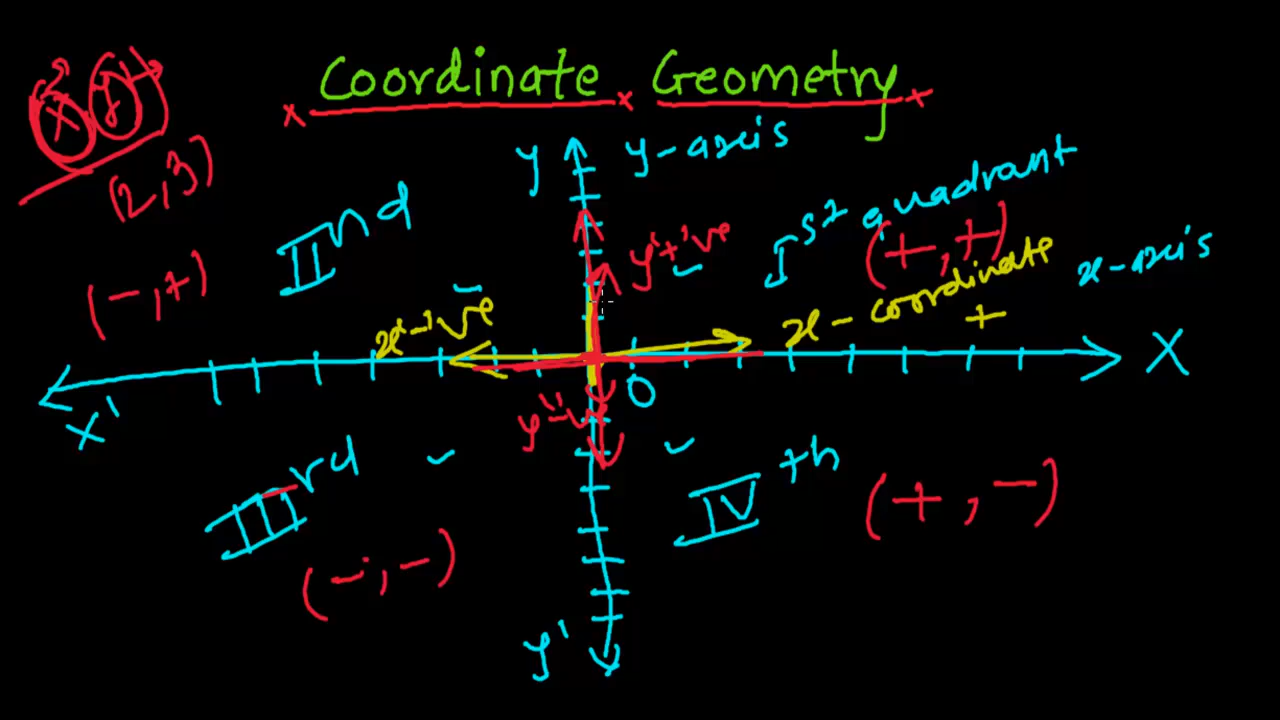 Coordinate Geometry
x y
(2,3)
y y-axis
IInd
Ist quadrant
(-,+)
(+,+)
y '+' ve
x-axis
x '-' ve
x - coordinate
+
X
X'
O
y '-' ve
IIIrd
IVth
(+,-)
(-,-)
y'